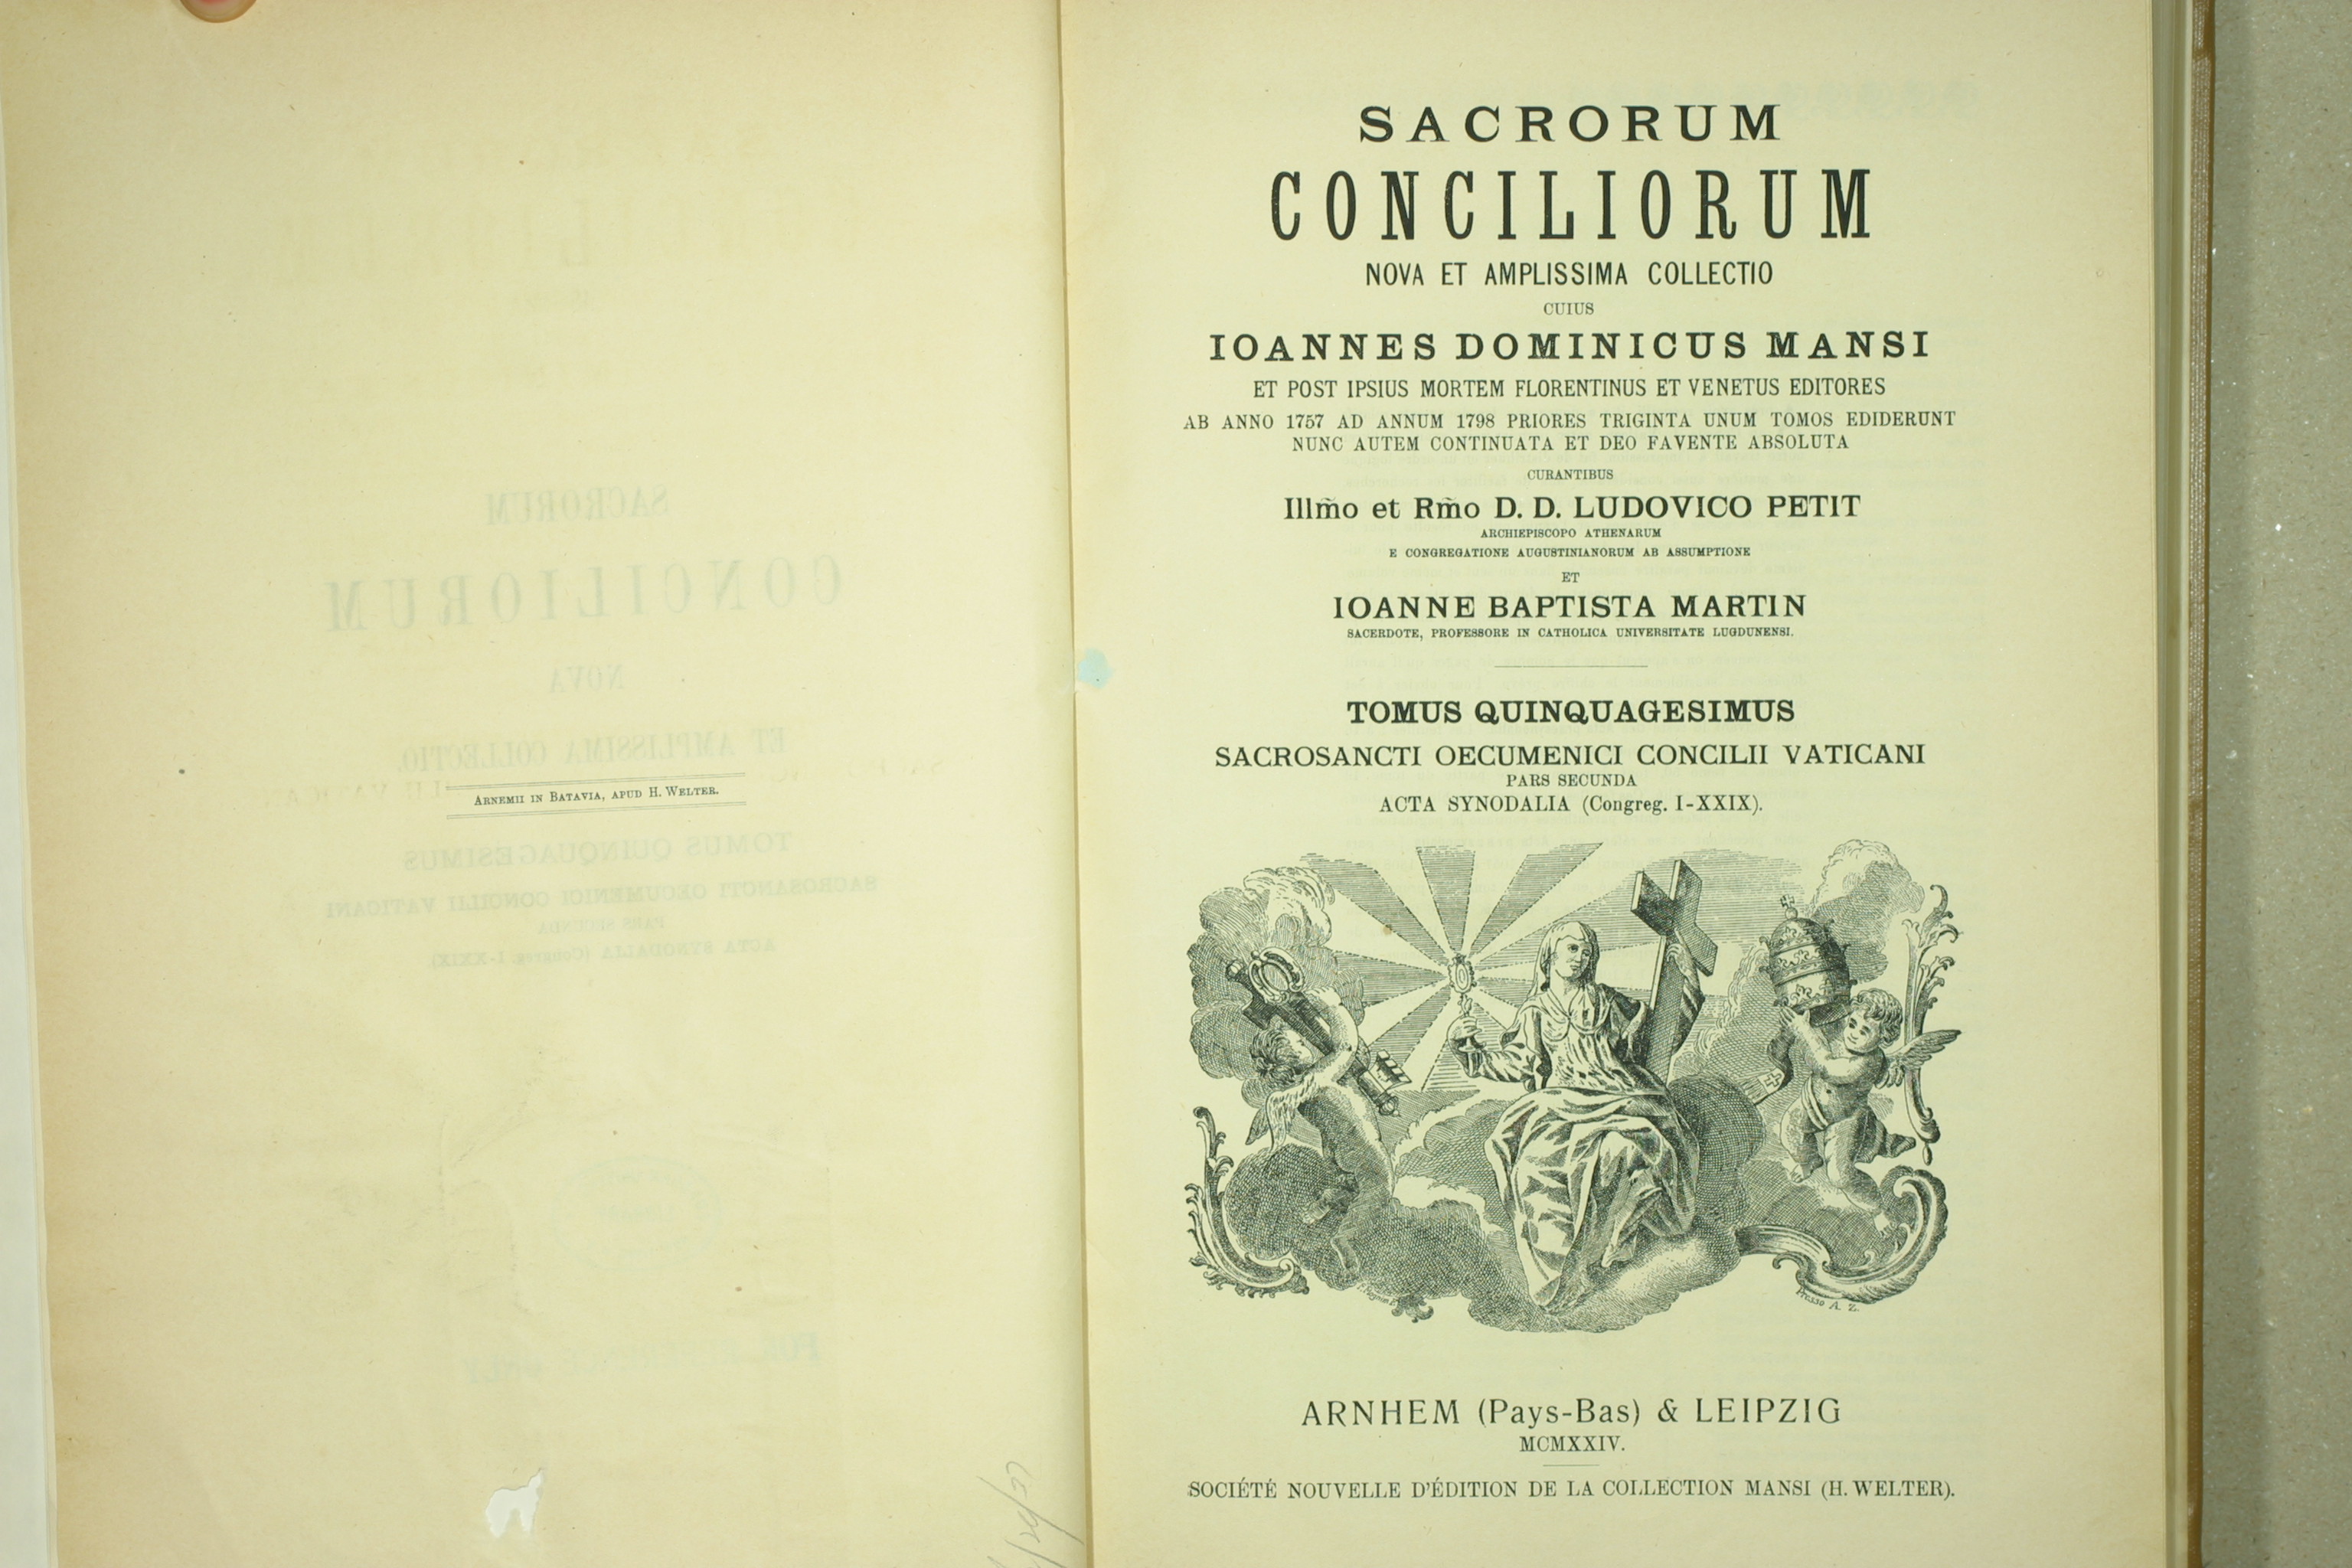 ARNEMII IN BATAVIA, APUD H. WELTER.
SACRORUM
CONCILIORUM
NOVA ET AMPLISSIMA COLLECTIO
CUIUS
IOANNES DOMINICUS MANSI
ET POST IPSIUS MORTEM FLORENTINUS ET VENETUS EDITORES
AB ANNO 1757 AD ANNUM 1798 PRIORES TRIGINTA UNUM TOMOS EDIDERUNT
NUNC AUTEM CONTINUATA ET DEO FAVENTE ABSOLUTA
CURANTIBUS
Illm̃o et Rm̃o D. D. LUDOVICO PETIT
ARCHIEPISCOPO ATHENARUM
E CONGREGATIONE AUGUSTINIANORUM AB ASSUMPTIONE
ET
IOANNE BAPTISTA MARTIN
SACERDOTE, PROFESSORE IN CATHOLICA UNIVERSITATE LUGDUNENSI.
TOMUS QUINQUAGESIMUS
SACROSANCTI OECUMENICI CONCILII VATICANI
PARS SECUNDA
ACTA SYNODALIA (Congreg. I-XXIX).
Presso A. Z.
ARNHEM (Pays-Bas) & LEIPZIG
MCMXXIV.
SOCIÉTÉ NOUVELLE D'ÉDITION DE LA COLLECTION MANSI (H. WELTER).